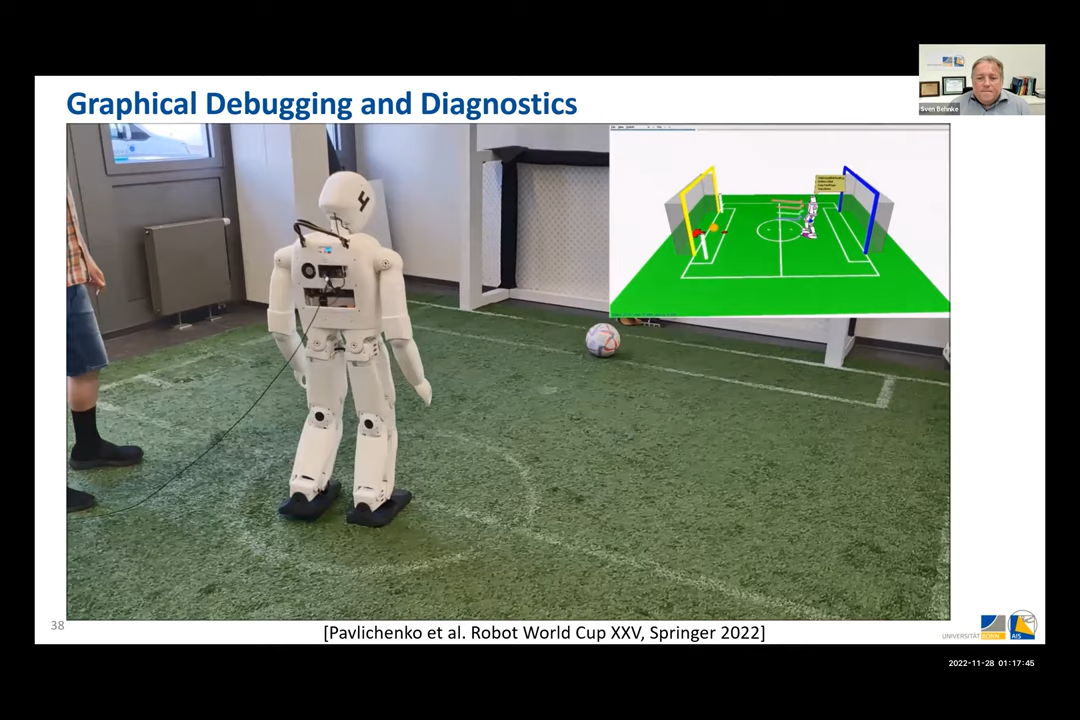 Graphical Debugging and Diagnostics
Sven Behnke
4
38
[Pavlichenko et al. Robot World Cup XXV, Springer 2022]
UNIVERSITÄT BONN AIS
2022-11-28 01:17:45